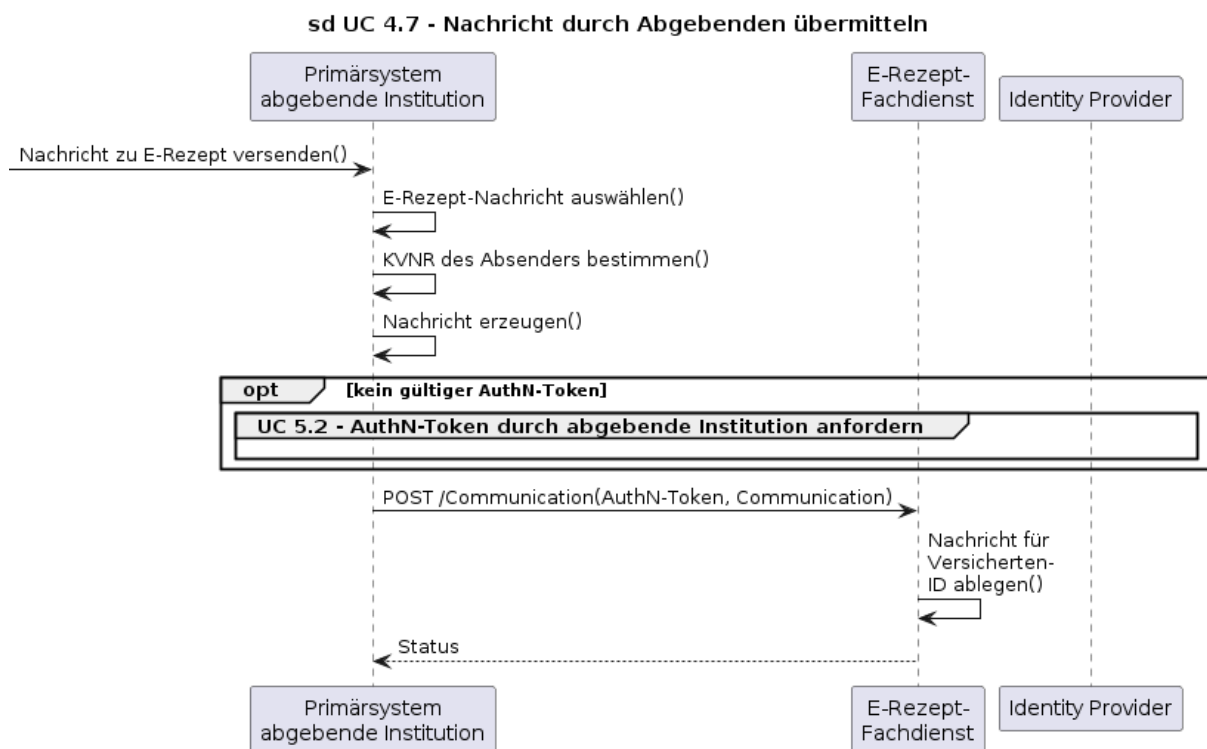 sd UC 4.7 - Nachricht durch Abgebenden übermitteln
Primärsystem
abgebende Institution
E-Rezept-
Fachdienst
Identity Provider
Nachricht zu E-Rezept versenden()
E-Rezept-Nachricht auswählen()
KVNR des Absenders bestimmen()
Nachricht erzeugen()
opt [kein gültiger AuthN-Token]
UC 5.2 - AuthN-Token durch abgebende Institution anfordern
POST /Communication(AuthN-Token, Communication)
Nachricht für
Versicherten-
ID ablegen()
Status
Primärsystem
abgebende Institution
E-Rezept-
Fachdienst
Identity Provider